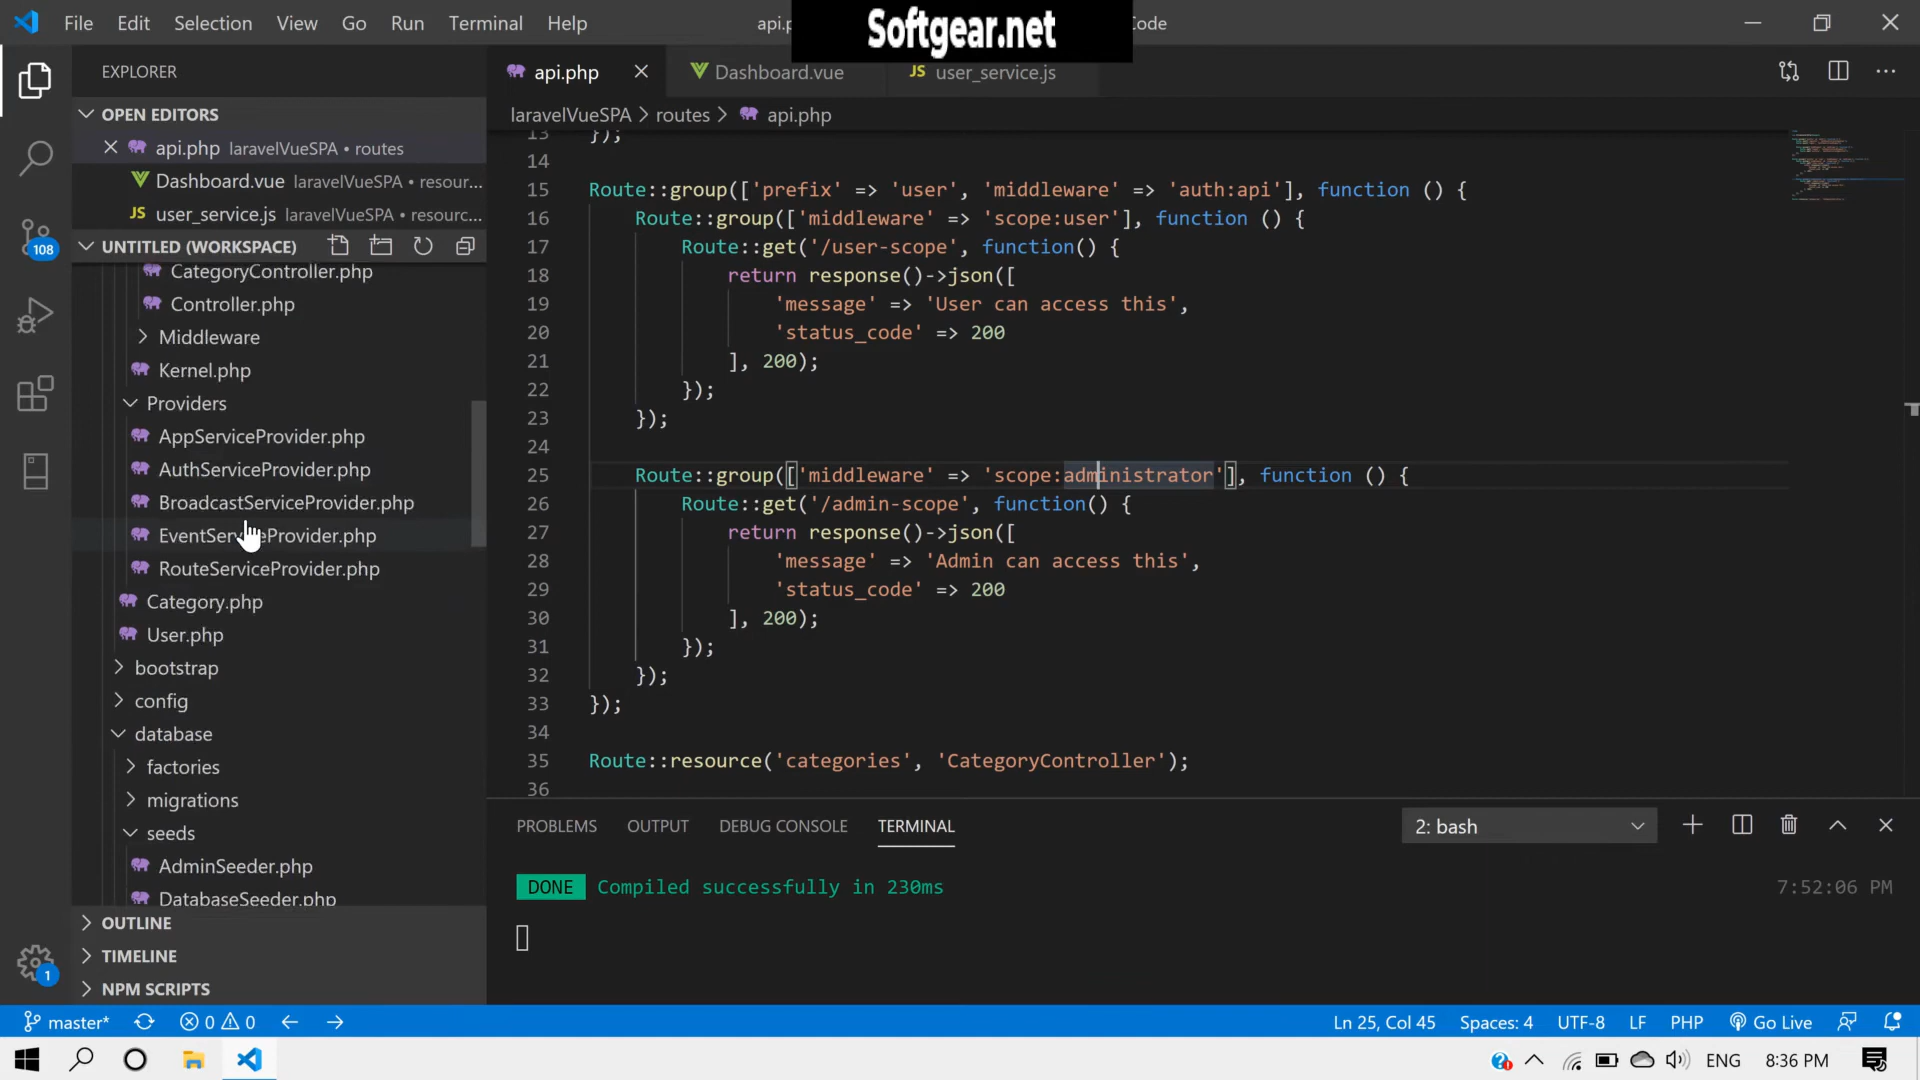 File Edit Selection View Go Run Terminal Help
api.p
Softgear.net
Code
EXPLORER
OPEN EDITORS
api.php laravelVueSPA • routes
Dashboard.vue laravelVueSPA • resour...
JS user_service.js laravelVueSPA • resourc...
UNTITLED (WORKSPACE)
CategoryController.php
Controller.php
Middleware
Kernel.php
Providers
AppServiceProvider.php
AuthServiceProvider.php
BroadcastServiceProvider.php
EventServiceProvider.php
RouteServiceProvider.php
Category.php
User.php
bootstrap
config
database
factories
migrations
seeds
AdminSeeder.php
DatabaseSeeder.php
OUTLINE
TIMELINE
NPM SCRIPTS
108
1
api.php
Dashboard.vue
JS user_service.js
laravelVueSPA > routes > api.php
13 });
14
15 Route::group(['prefix' => 'user', 'middleware' => 'auth:api'], function () {
16 Route::group(['middleware' => 'scope:user'], function () {
17 Route::get('/user-scope', function() {
18 return response()->json([
19 'message' => 'User can access this',
20 'status_code' => 200
21 ], 200);
22 });
23 });
24
25 Route::group(['middleware' => 'scope:administrator'], function () {
26 Route::get('/admin-scope', function() {
27 return response()->json([
28 'message' => 'Admin can access this',
29 'status_code' => 200
30 ], 200);
31 });
32 });
33 });
34
35 Route::resource('categories', 'CategoryController');
36
PROBLEMS OUTPUT DEBUG CONSOLE TERMINAL
2: bash
DONE Compiled successfully in 230ms
7:52:06 PM
master* 0 0
Ln 25, Col 45 Spaces: 4 UTF-8 LF PHP Go Live
ENG 8:36 PM